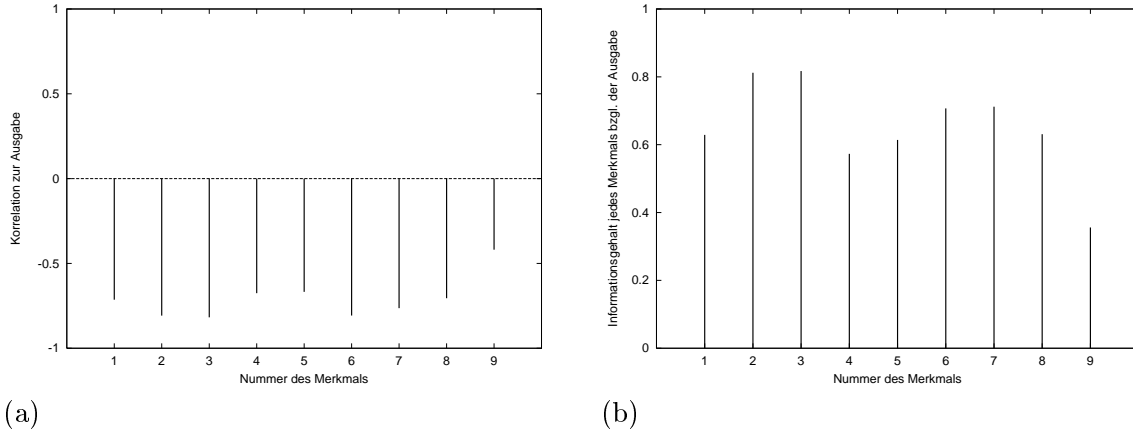 1
0.5
0
-0.5
-1
1 2 3 4 5 6 7 8 9
Nummer des Merkmals
Korrelation zur Ausgabe
(a)
1
0.8
0.6
0.4
0.2
0
1 2 3 4 5 6 7 8 9
Nummer des Merkmals
Informationsgehalt jedes Merkmals bzgl. der Ausgabe
(b)